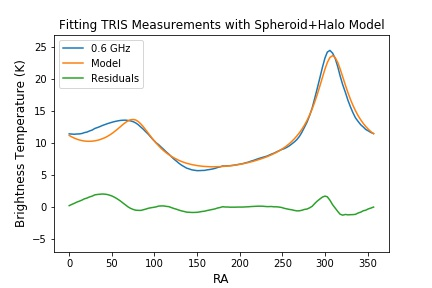 Fitting TRIS Measurements with Spheroid+Halo Model
Brightness Temperature (K)
25
20
15
10
5
0
−5
0.6 GHz
Model
Residuals
0 50 100 150 200 250 300 350
RA